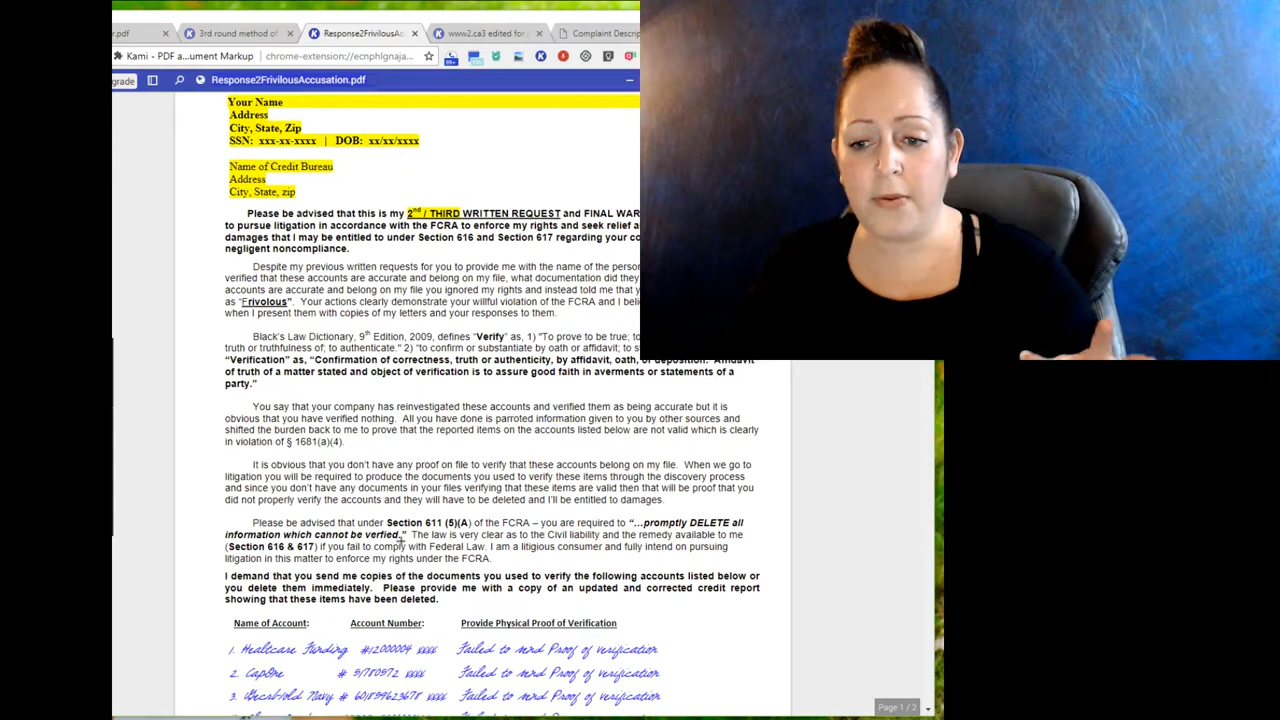 r.pdf
3rd round method of
Response2FrivilousAc
www2.ca3 edited for
Complaint Descrip
Kami - PDF a...ument Markup
chrome-extension://ecnphlgnaja
99+
grade
Response2FrivilousAccusation.pdf
Your Name
Address
City, State, Zip
SSN: xxx-xx-xxxx | DOB: xx/xx/xxxx
Name of Credit Bureau
Address
City, State, zip
Please be advised that this is my 2nd / THIRD WRITTEN REQUEST and FINAL WAR
to pursue litigation in accordance with the FCRA to enforce my rights and seek relief a
damages that I may be entitled to under Section 616 and Section 617 regarding your co
negligent noncompliance.
Despite my previous written requests for you to provide me with the name of the person
verified that these accounts are accurate and belong on my file, what documentation did they
accounts are accurate and belong on my file you ignored my rights and instead told me that y
as “Frivolous”. Your actions clearly demonstrate your willful violation of the FCRA and I beli
when I present them with copies of my letters and your responses to them.
Black’s Law Dictionary, 9th Edition, 2009, defines “Verify” as, 1) "To prove to be true; to
truth or truthfulness of; to authenticate." 2) “to confirm or substantiate by oath or affidavit; to s
“Verification” as, “Confirmation of correctness, truth or authenticity, by affidavit, oath, or deposition. Affidavit
of truth of a matter stated and object of verification is to assure good faith in averments or statements of a
party.”
You say that your company has reinvestigated these accounts and verified them as being accurate but it is
obvious that you have verified nothing. All you have done is parroted information given to you by other sources and
shifted the burden back to me to prove that the reported items on the accounts listed below are not valid which is clearly
in violation of § 1681(a)(4).
It is obvious that you don’t have any proof on file to verify that these accounts belong on my file. When we go to
litigation you will be required to produce the documents you used to verify these items through the discovery process
and since you don’t have any documents in your files verifying that these items are valid then that will be proof that you
did not properly verify the accounts and they will have to be deleted and I’ll be entitled to damages.
Please be advised that under Section 611 (5)(A) of the FCRA – you are required to “…promptly DELETE all
information which cannot be verfied.” The law is very clear as to the Civil liability and the remedy available to me
(Section 616 & 617) if you fail to comply with Federal Law. I am a litigious consumer and fully intend on pursuing
litigation in this matter to enforce my rights under the FCRA.
I demand that you send me copies of the documents you used to verify the following accounts listed below or
you delete them immediately. Please provide me with a copy of an updated and corrected credit report
showing that these items have been deleted.
Name of Account: Account Number: Provide Physical Proof of Verification
1. Healtcare Funding #12000004 xxxx Failed to send Proof of verification
2. CapOne # 51780572 xxxx Failed to send Proof of verification
3. Navy # 601859623678 xxxx Failed to send Proof of verification
Page 1 / 2